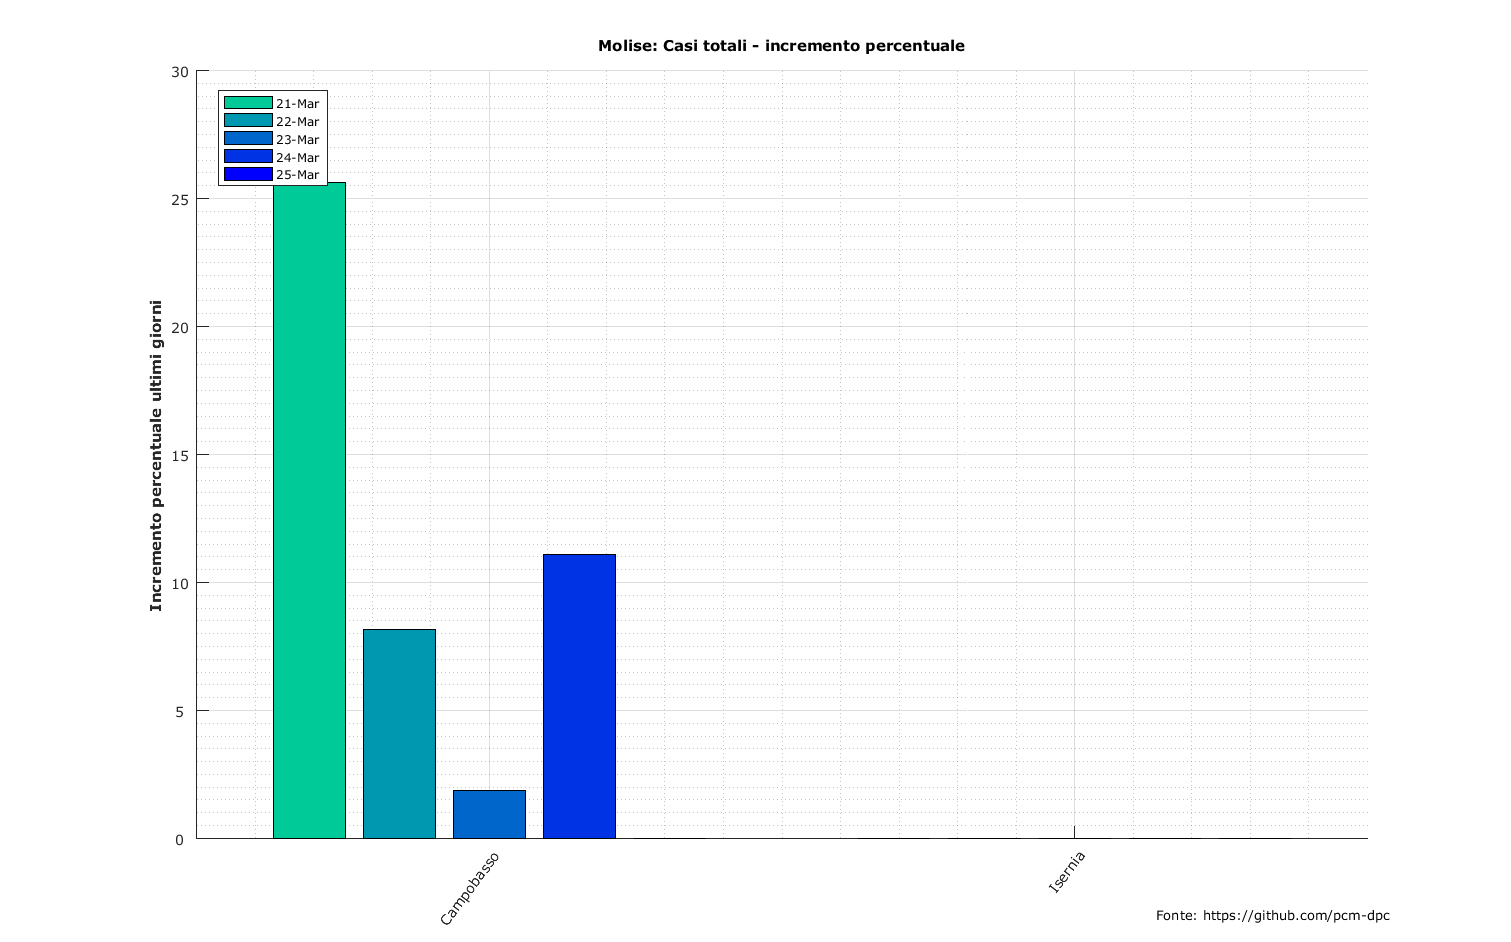 Molise: Casi totali - incremento percentuale
Incremento percentuale ultimi giorni
30
25
20
15
10
5
0
21-Mar
22-Mar
23-Mar
24-Mar
25-Mar
Campobasso
Isernia
Fonte: https://github.com/pcm-dpc